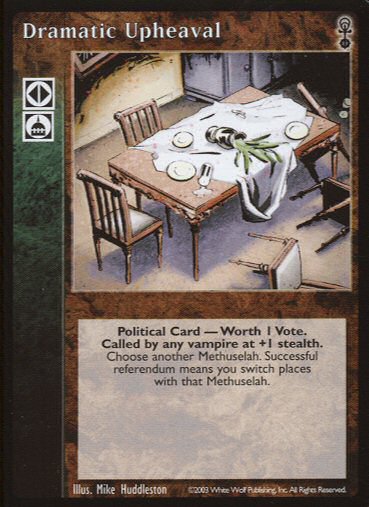 Dramatic Upheaval
Political Card — Worth 1 Vote.
Called by any vampire at +1 stealth.
Choose another Methuselah. Successful
referendum means you switch places
with that Methuselah.
Illus. Mike Huddleston
©2003 White Wolf Publishing, Inc. All Rights Reserved.